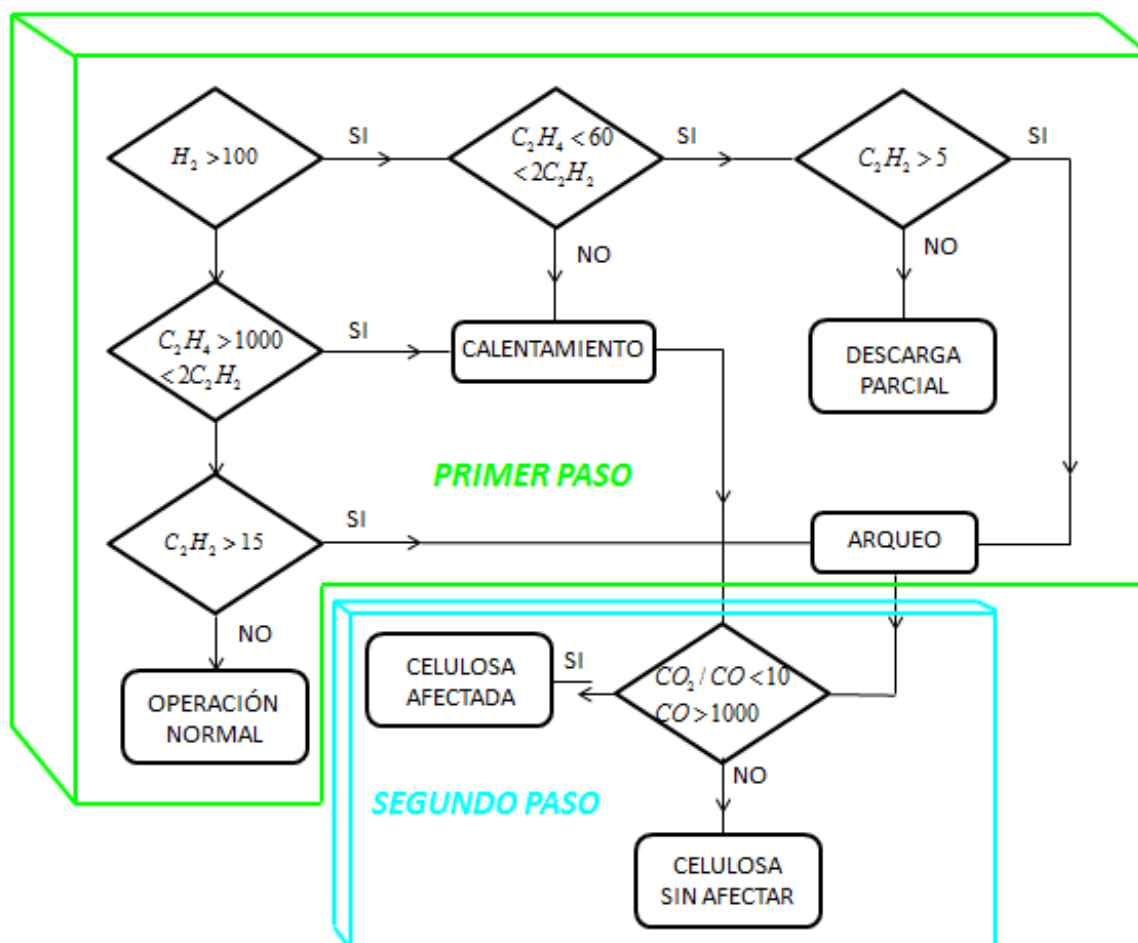 H₂ >100
SI
C₂H₄ <60
<2C₂H₂
SI
C₂H₂ >5
SI
NO
NO
C₂H₄ >1000
<2C₂H₂
SI
CALENTAMIENTO
DESCARGA
PARCIAL
PRIMER PASO
C₂H₂ >15
SI
ARQUEO
NO
OPERACIÓN
NORMAL
CELULOSA
AFECTADA
SI
CO₂ / CO <10
CO >1000
NO
SEGUNDO PASO
CELULOSA
SIN AFECTAR